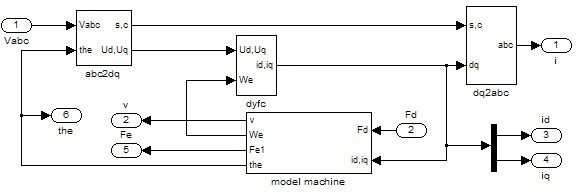 1
Vabc
Vabc
s,c
the
Ud,Uq
abc2dq
Ud,Uq
id,iq
We
dyfc
s,c
abc
dq
dq2abc
1
i
6
the
v
2
Fe
5
v
We
Fe1
the
Fd
id,iq
model machine
Fd
2
id
3
4
iq